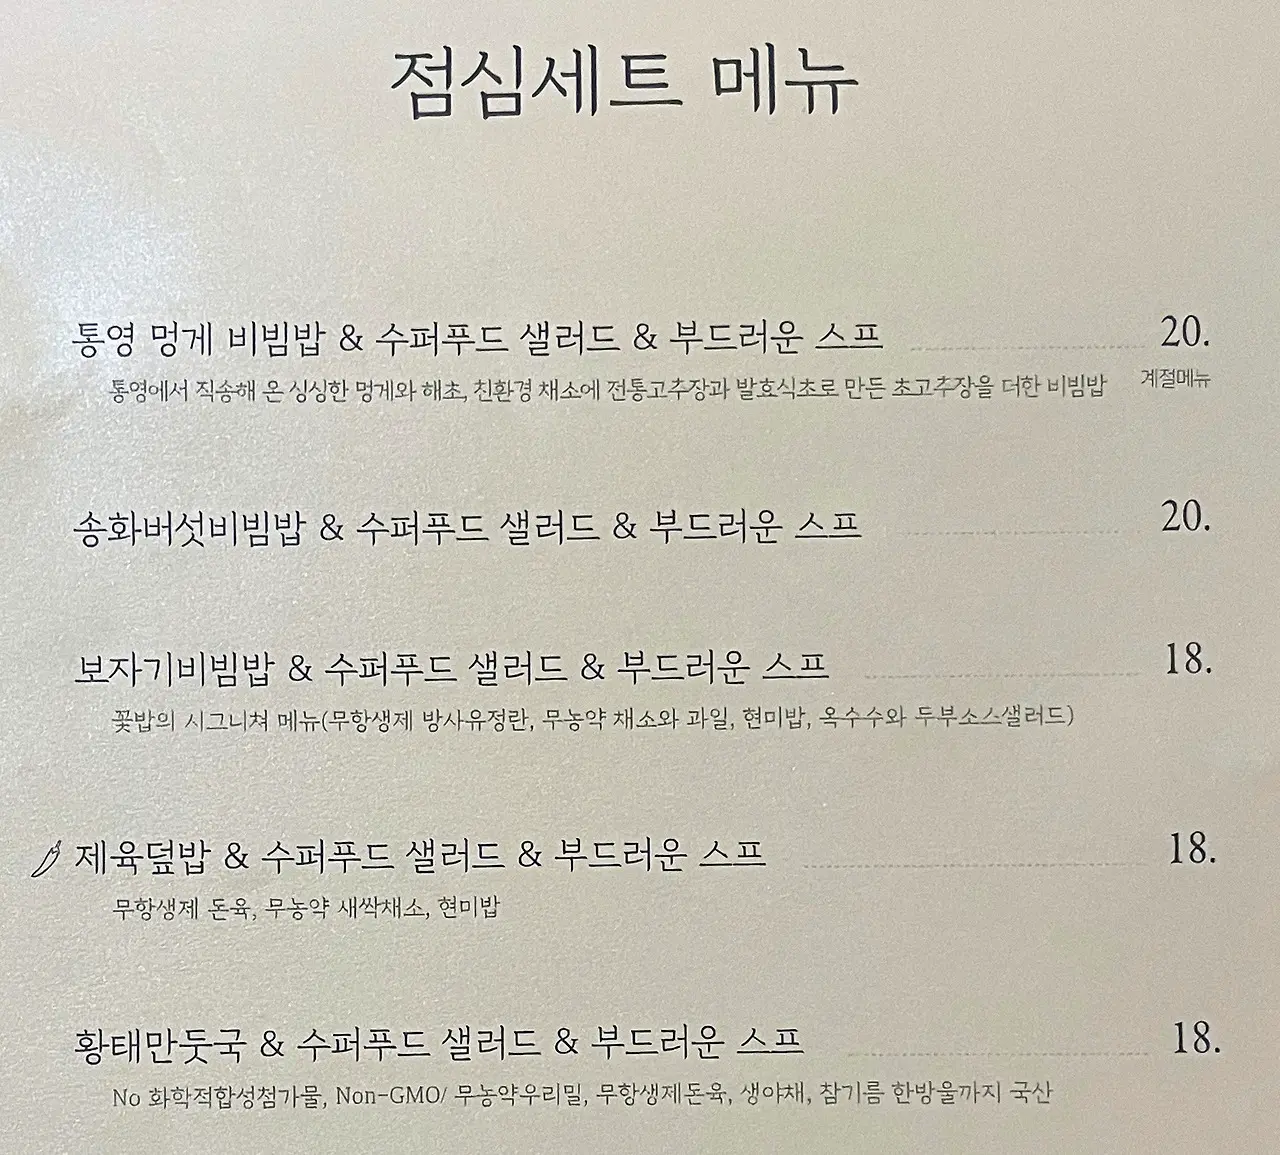 점심세트 메뉴
통영 멍게 비빔밥 & 수퍼푸드 샐러드 & 부드러운 스프 20.
통영에서 직송해 온 싱싱한 멍게와 해초, 친환경 채소에 전통고추장과 발효식초로 만든 초고추장을 더한 비빔밥 계절메뉴
송화버섯비빔밥 & 수퍼푸드 샐러드 & 부드러운 스프 20.
보자기비빔밥 & 수퍼푸드 샐러드 & 부드러운 스프 18.
꽃밥의 시그니쳐 메뉴(무항생제 방사유정란, 무농약 채소와 과일, 현미밥, 옥수수와 두부소스샐러드)
제육덮밥 & 수퍼푸드 샐러드 & 부드러운 스프 18.
무항생제 돈육, 무농약 새싹채소, 현미밥
황태만둣국 & 수퍼푸드 샐러드 & 부드러운 스프 18.
No 화학적합성첨가물, Non-GMO/ 무농약우리밀, 무항생제돈육, 생야채, 참기름 한방울까지 국산